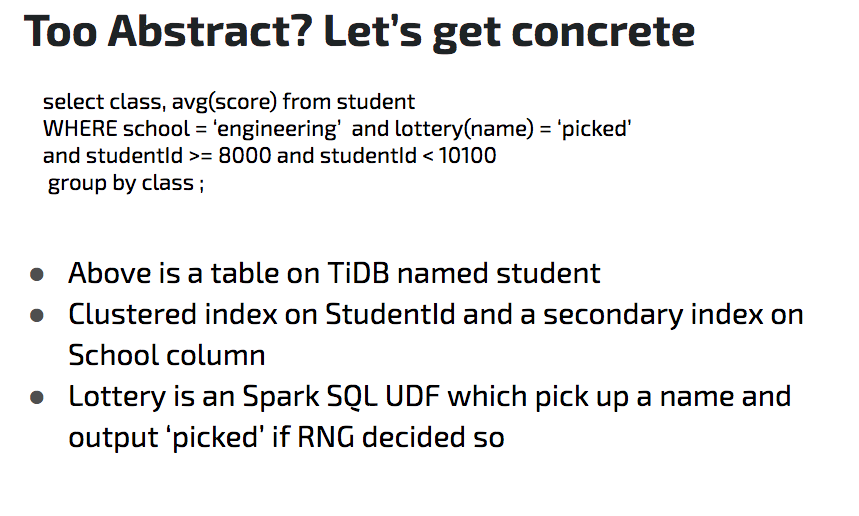 Too Abstract? Let’s get concrete
select class, avg(score) from student
WHERE school = ‘engineering’ and lottery(name) = ‘picked’
and studentId >= 8000 and studentId < 10100
group by class ;
● Above is a table on TiDB named student
● Clustered index on StudentId and a secondary index on
School column
● Lottery is an Spark SQL UDF which pick up a name and
output ‘picked’ if RNG decided so